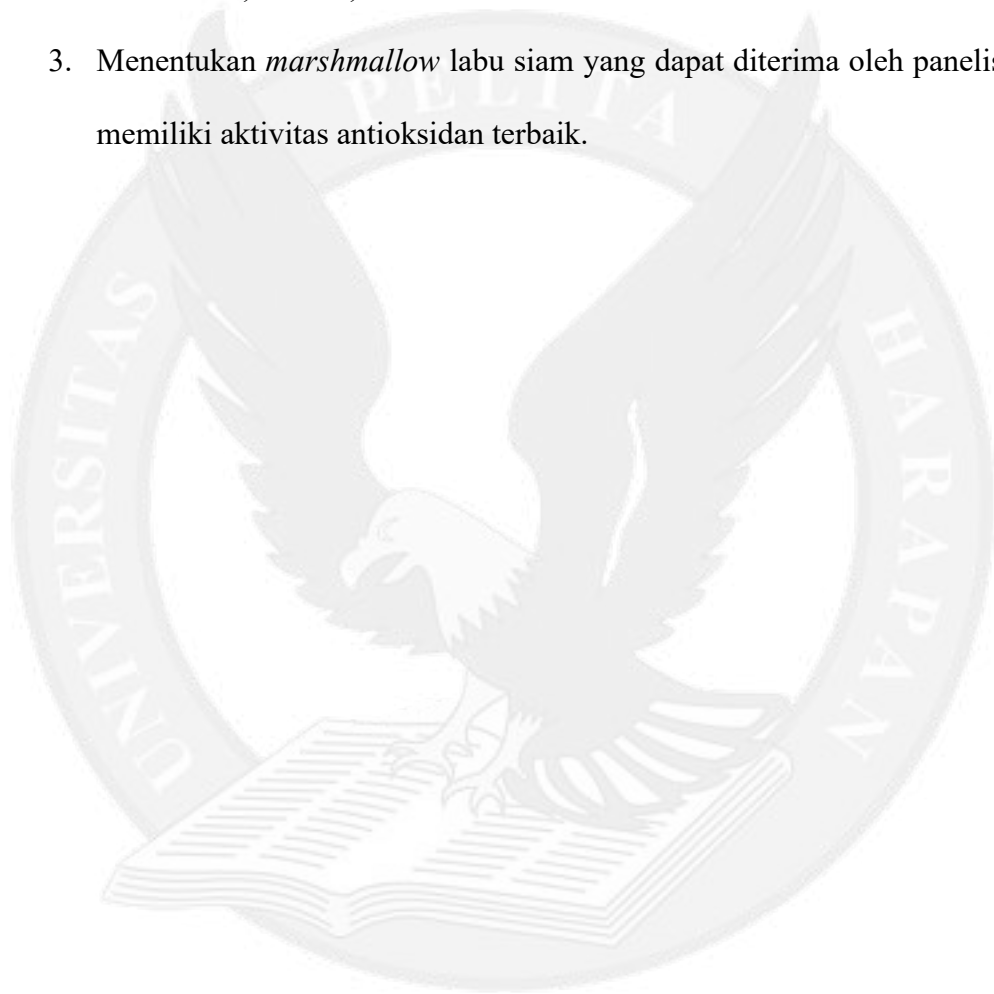 3. Menentukan marshmallow labu siam yang dapat diterima oleh panelis
memiliki aktivitas antioksidan terbaik.
UNIVERSITAS PELITA HARAPAN